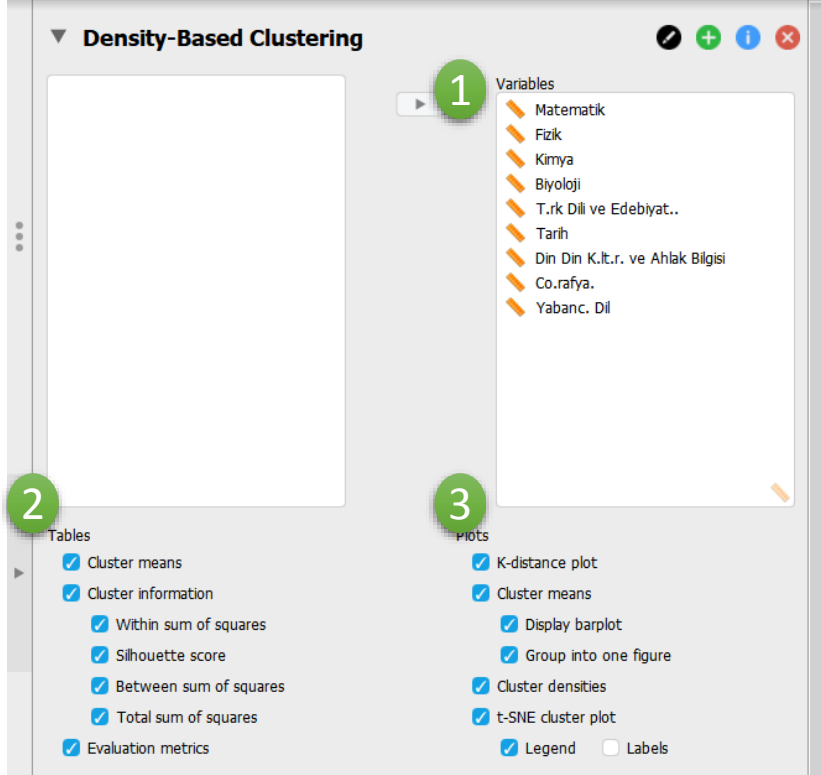 Density-Based Clustering
1
Variables
Matematik
Fizik
Kimya
Biyoloji
T.rk Dili ve Edebiyat..
Tarih
Din Din K.lt.r. ve Ahlak Bilgisi
Co.rafya.
Yabanc. Dil
2
Tables
Cluster means
Cluster information
Within sum of squares
Silhouette score
Between sum of squares
Total sum of squares
Evaluation metrics
3
Plots
K-distance plot
Cluster means
Display barplot
Group into one figure
Cluster densities
t-SNE cluster plot
Legend Labels